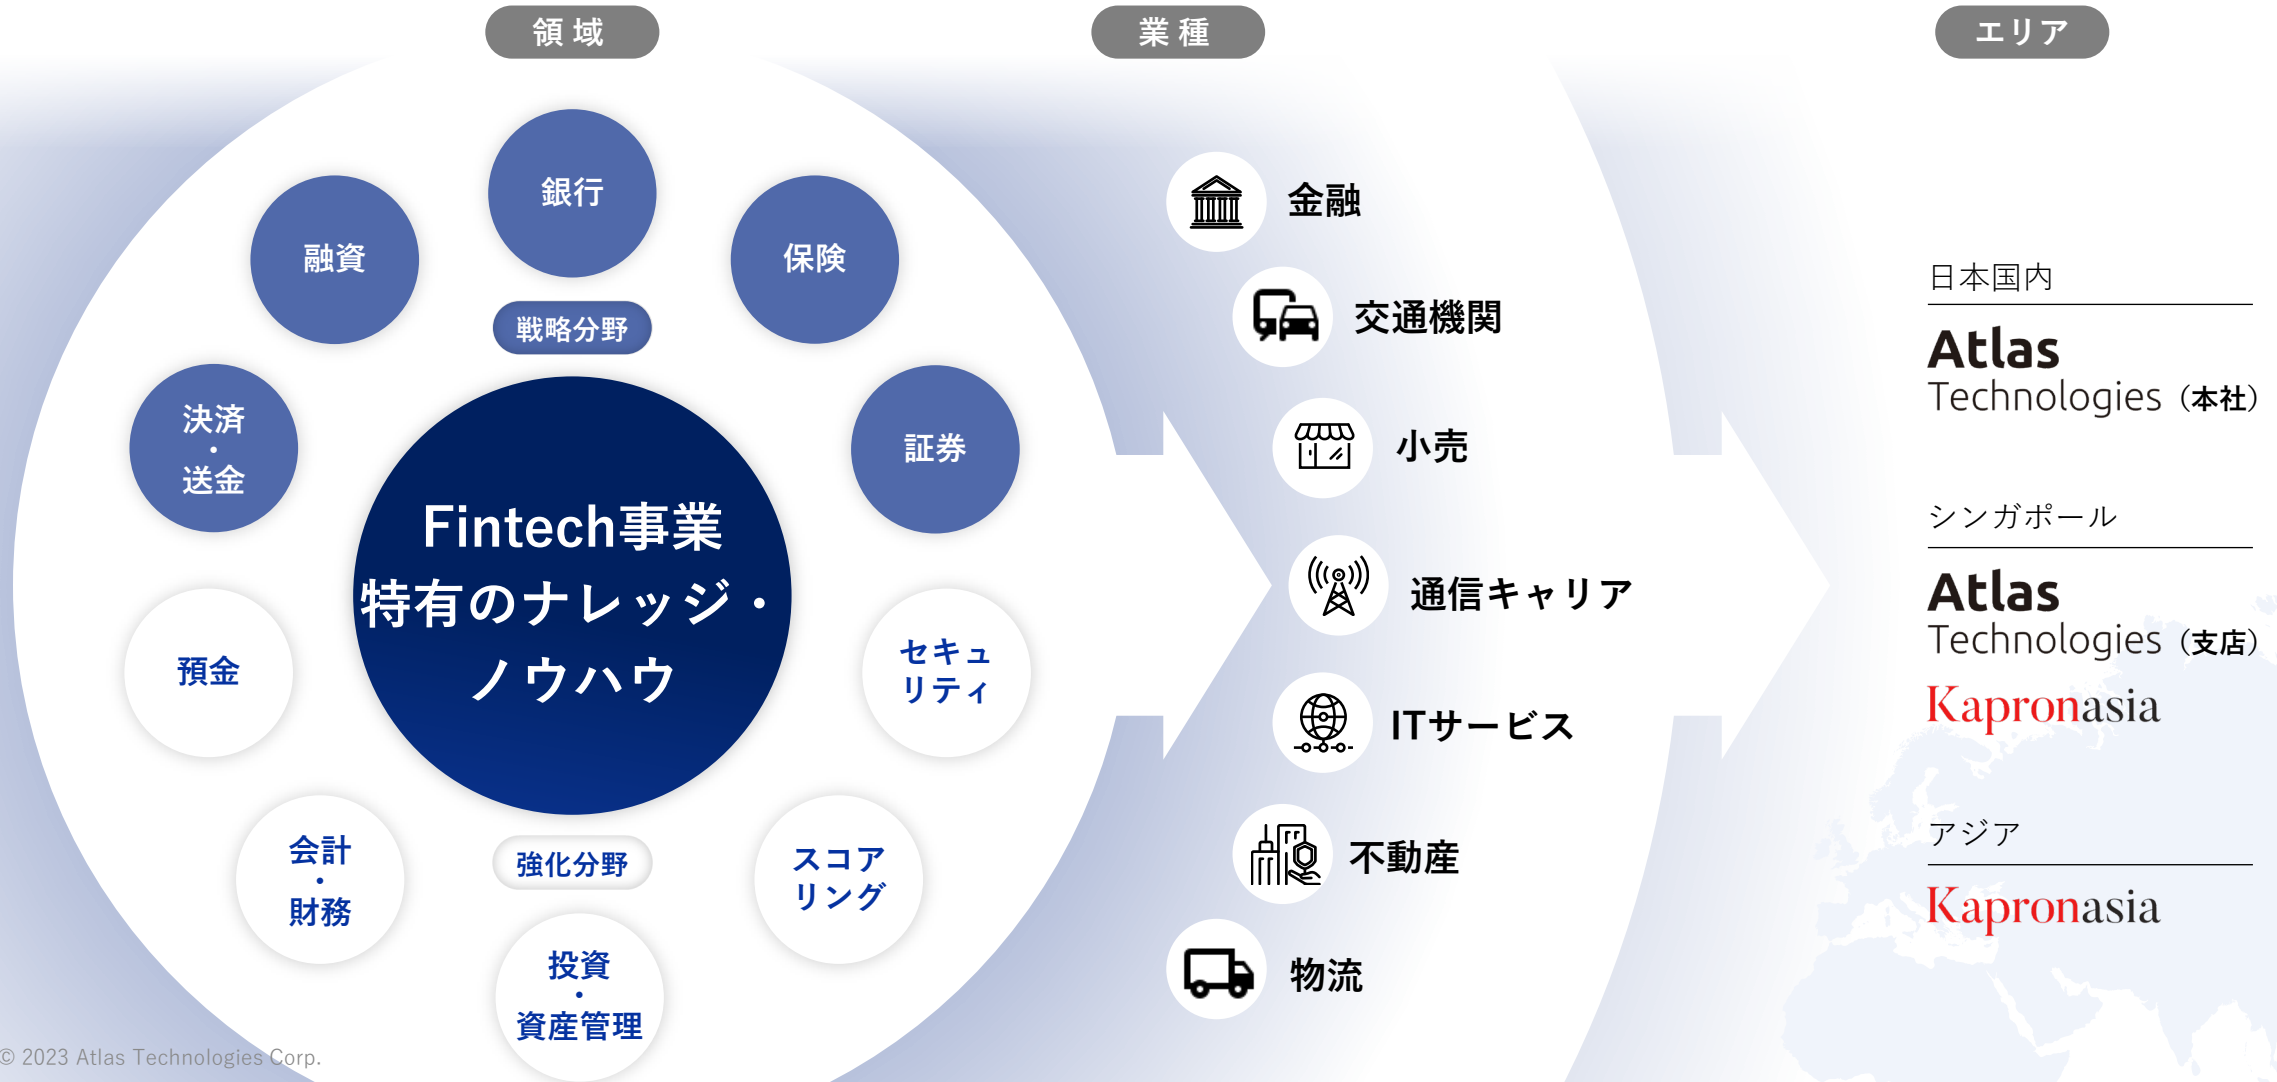 領域
業種
エリア
銀行
融資
保険
戦略分野
決済
・
送金
証券
Fintech事業
特有のナレッジ・
ノウハウ
預金
セキュ
リティ
会計
・
財務
強化分野
スコア
リング
投資
・
資産管理
金融
交通機関
小売
通信キャリア
ITサービス
不動産
物流
日本国内
Atlas
Technologies（本社）
シンガポール
Atlas
Technologies（支店）
Kapronasia
アジア
Kapronasia
© 2023 Atlas Technologies Corp.